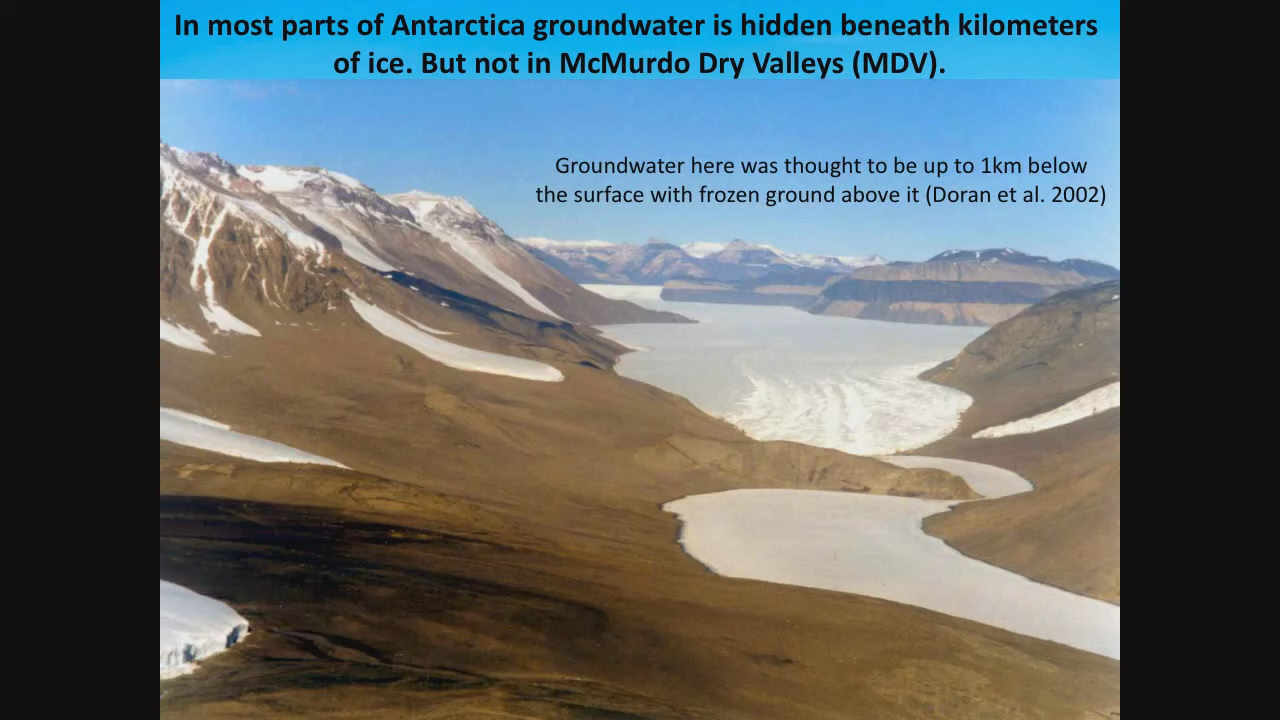 In most parts of Antarctica groundwater is hidden beneath kilometers
of ice. But not in McMurdo Dry Valleys (MDV).
Groundwater here was thought to be up to 1km below
the surface with frozen ground above it (Doran et al. 2002)